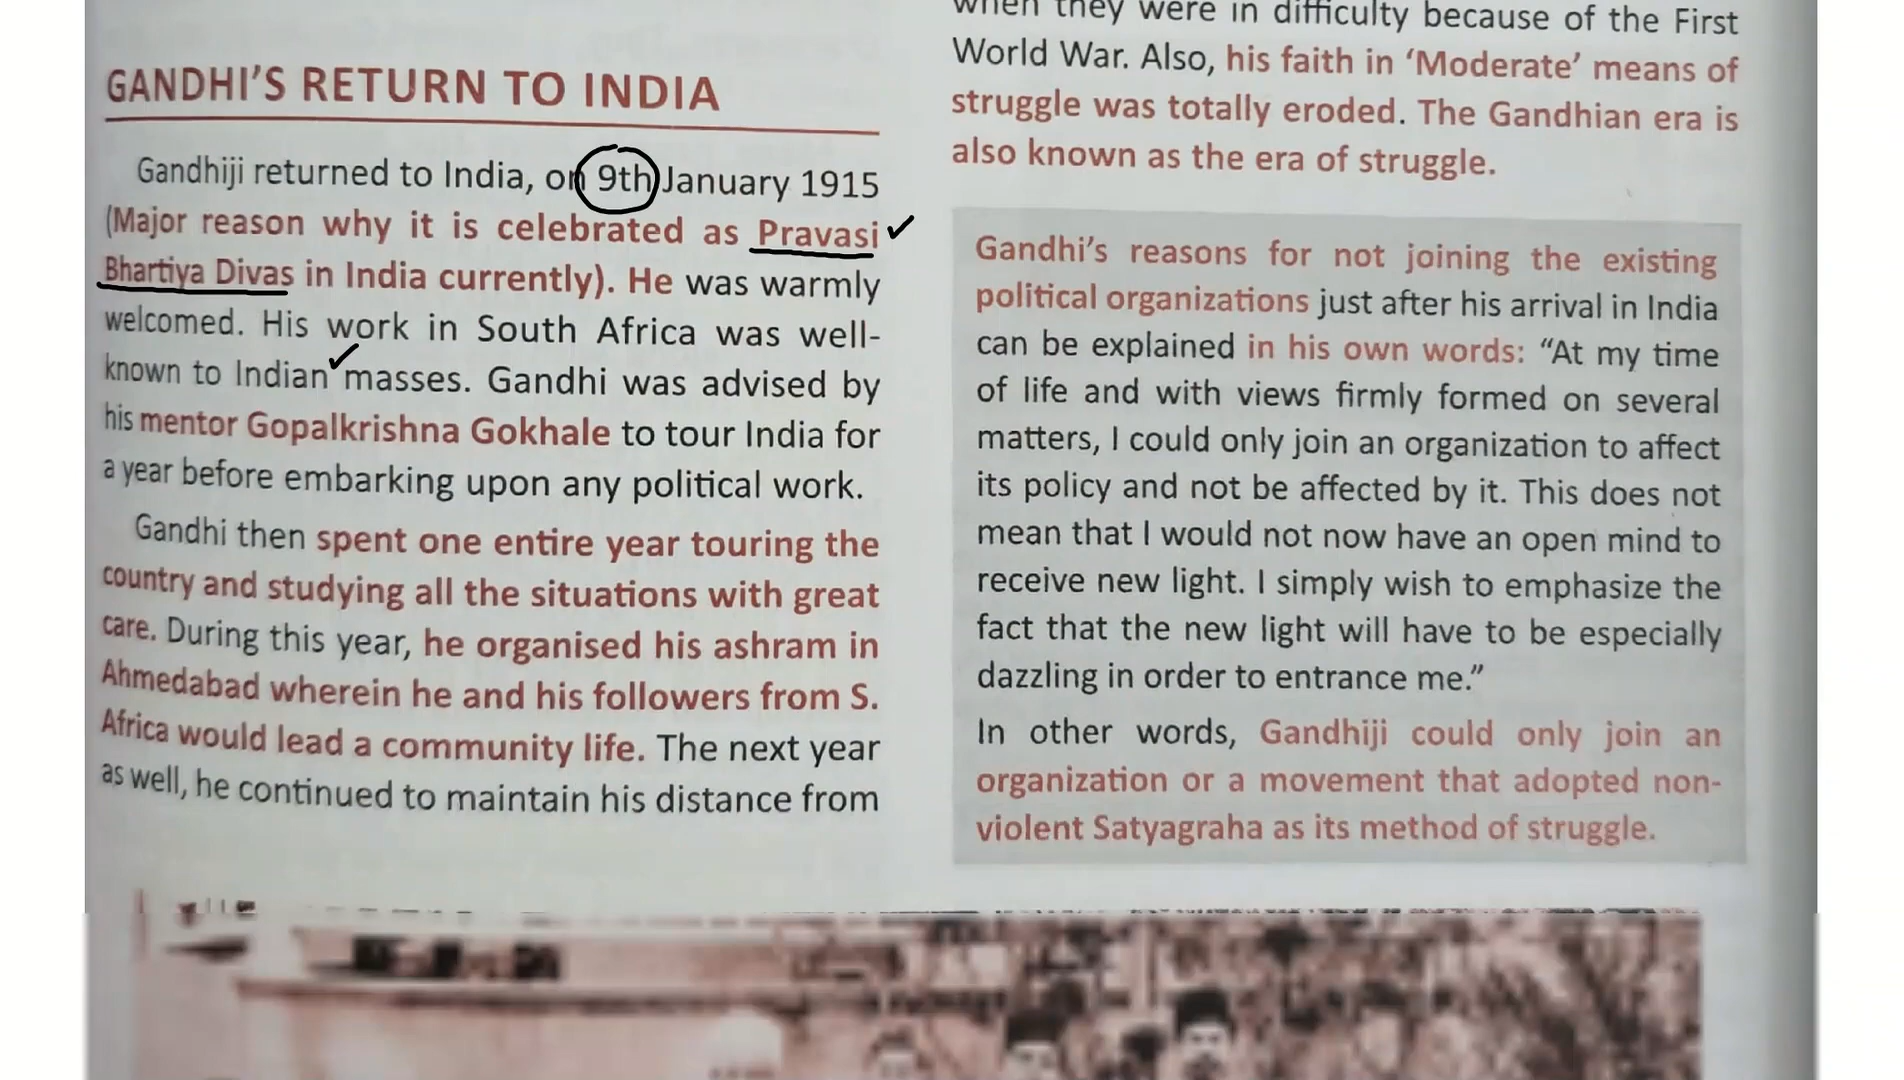 GANDHI'S RETURN TO INDIA
Gandhiji returned to India, on 9th January 1915
(Major reason why it is celebrated as Pravasi
Bhartiya Divas in India currently). He was warmly
welcomed. His work in South Africa was well-
known to Indian masses. Gandhi was advised by
his mentor Gopalkrishna Gokhale to tour India for
a year before embarking upon any political work.
Gandhi then spent one entire year touring the
country and studying all the situations with great
care. During this year, he organised his ashram in
Ahmedabad wherein he and his followers from S.
Africa would lead a community life. The next year
as well, he continued to maintain his distance from
when they were in difficulty because of the First
World War. Also, his faith in ‘Moderate’ means of
struggle was totally eroded. The Gandhian era is
also known as the era of struggle.
Gandhi's reasons for not joining the existing
political organizations just after his arrival in India
can be explained in his own words: “At my time
of life and with views firmly formed on several
matters, I could only join an organization to affect
its policy and not be affected by it. This does not
mean that I would not now have an open mind to
receive new light. I simply wish to emphasize the
fact that the new light will have to be especially
dazzling in order to entrance me.”
In other words, Gandhiji could only join an
organization or a movement that adopted non-
violent Satyagraha as its method of struggle.